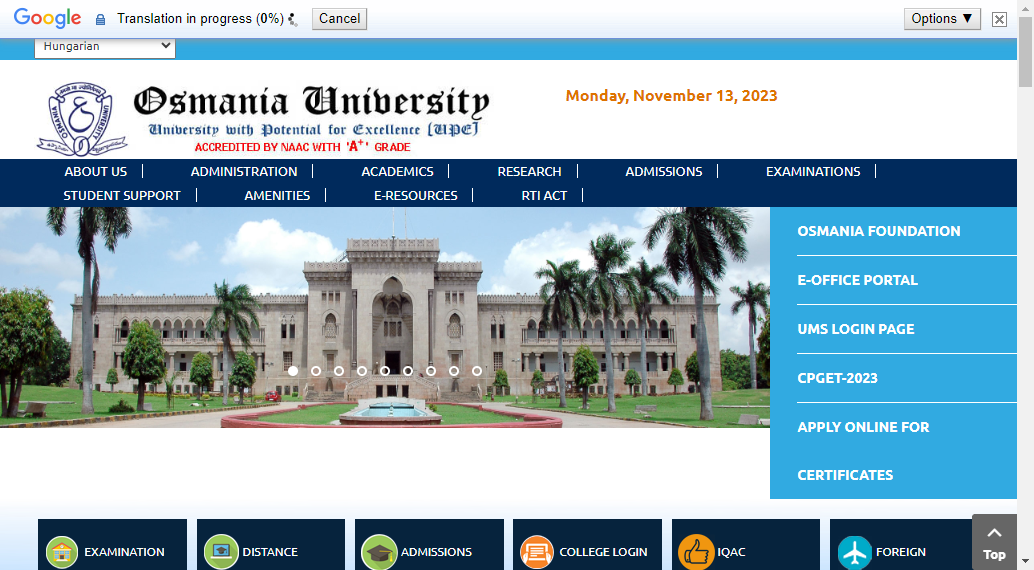 Google Translation in progress (0%) Cancel Options ▼
Hungarian
Osmania University
University with Potential for Excellence (UPE)
ACCREDITED BY NAAC WITH 'A+' GRADE
Monday, November 13, 2023
ABOUT US ADMINISTRATION ACADEMICS RESEARCH ADMISSIONS EXAMINATIONS
STUDENT SUPPORT AMENITIES E-RESOURCES RTI ACT
OSMANIA FOUNDATION
E-OFFICE PORTAL
UMS LOGIN PAGE
CPGET-2023
APPLY ONLINE FOR
CERTIFICATES
EXAMINATION DISTANCE ADMISSIONS COLLEGE LOGIN IQAC FOREIGN
Top